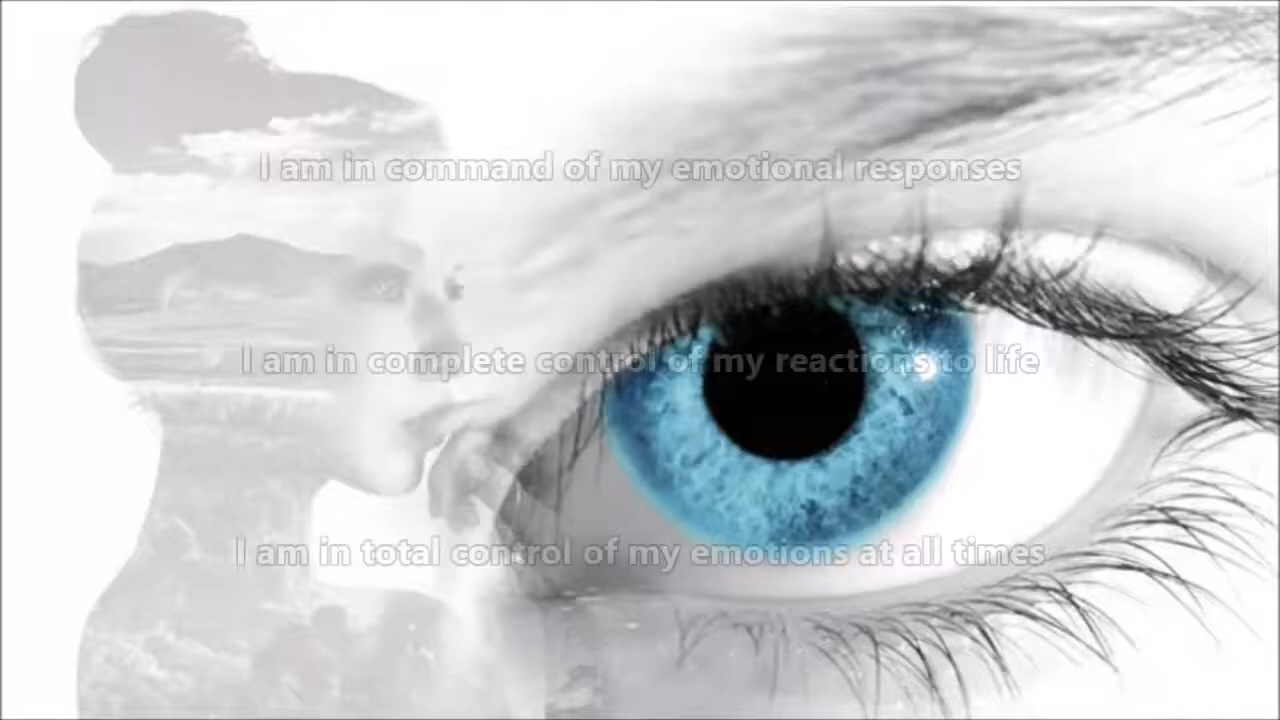 I am in command of my emotional responses
I am in complete control of my reactions to life
I am in total control of my emotions at all times